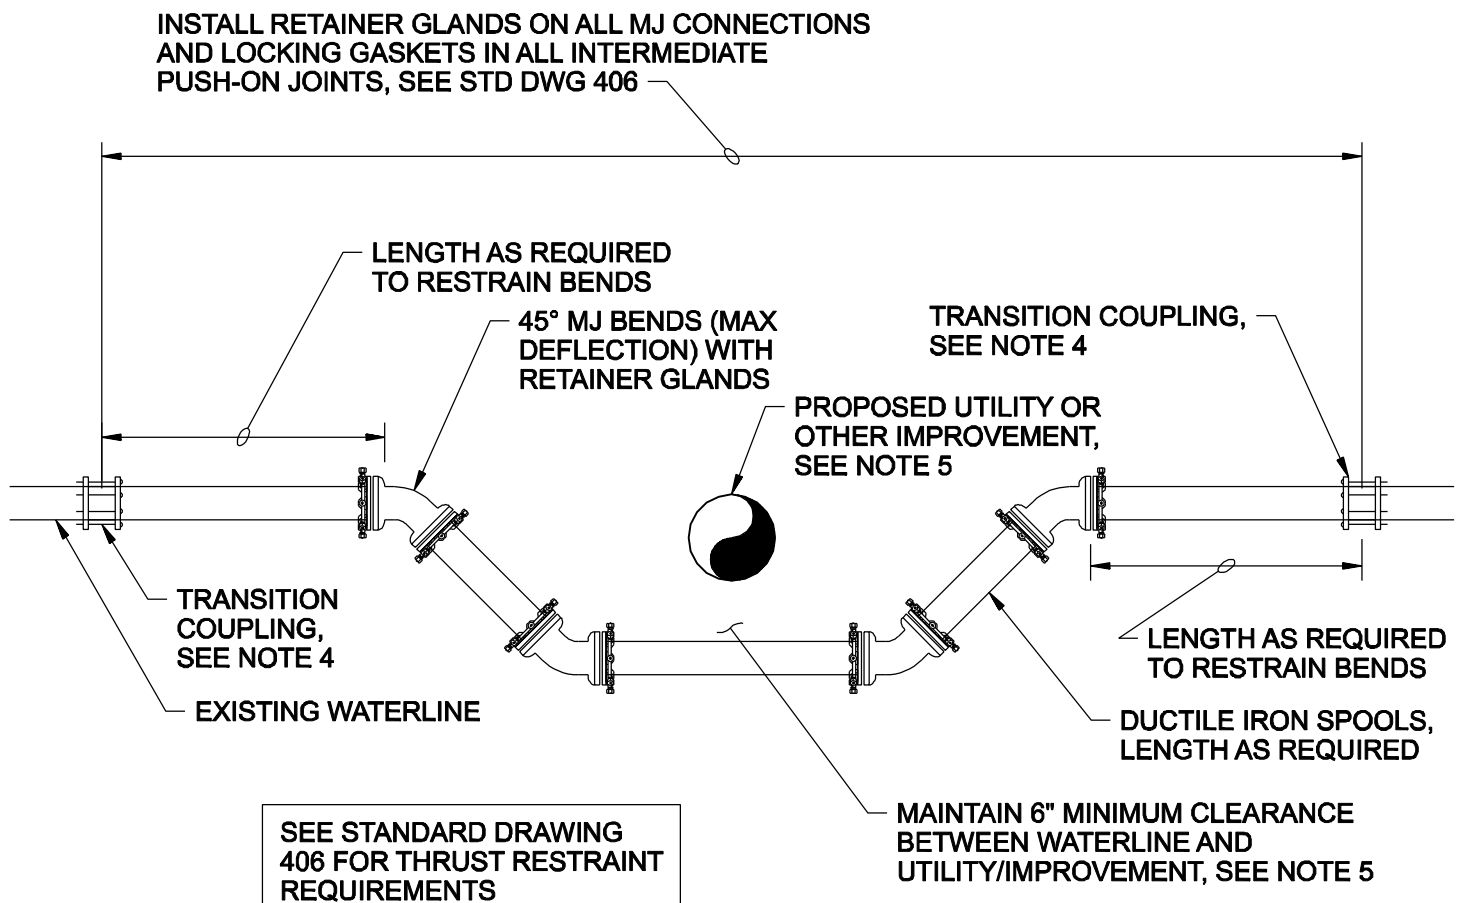 INSTALL RETAINER GLANDS ON ALL MJ CONNECTIONS
AND LOCKING GASKETS IN ALL INTERMEDIATE
PUSH-ON JOINTS, SEE STD DWG 406
LENGTH AS REQUIRED
TO RESTRAIN BENDS
45° MJ BENDS (MAX
DEFLECTION) WITH
RETAINER GLANDS
TRANSITION COUPLING,
SEE NOTE 4
PROPOSED UTILITY OR
OTHER IMPROVEMENT,
SEE NOTE 5
TRANSITION
COUPLING,
SEE NOTE 4
EXISTING WATERLINE
LENGTH AS REQUIRED
TO RESTRAIN BENDS
DUCTILE IRON SPOOLS,
LENGTH AS REQUIRED
MAINTAIN 6" MINIMUM CLEARANCE
BETWEEN WATERLINE AND
UTILITY/IMPROVEMENT, SEE NOTE 5
SEE STANDARD DRAWING
406 FOR THRUST RESTRAINT
REQUIREMENTS